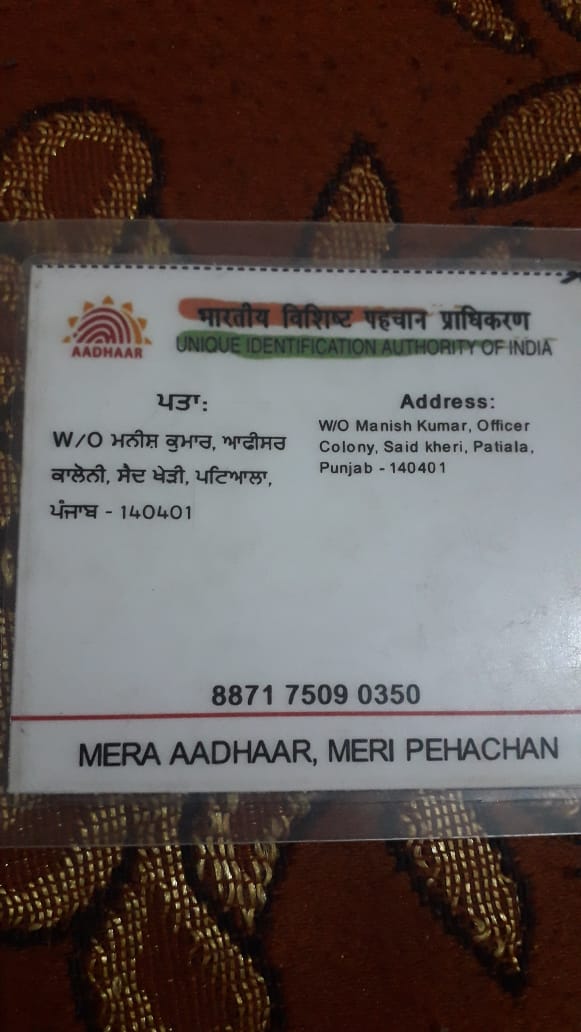 भारतीय विशिष्ट पहचान प्राधिकरण
AADHAAR
UNIQUE IDENTIFICATION AUTHORITY OF INDIA
ਪਤਾ:
W/O ਮਨੀਸ਼ ਕੁਮਾਰ, ਆਫੀਸਰ
ਕਾਲੋਨੀ, ਸੈਦ ਖੇੜੀ, ਪਟਿਆਲਾ,
ਪੰਜਾਬ - 140401
Address:
W/O Manish Kumar, Officer
Colony, Said kheri, Patiala,
Punjab - 140401
8871 7509 0350
MERA AADHAAR, MERI PEHACHAN